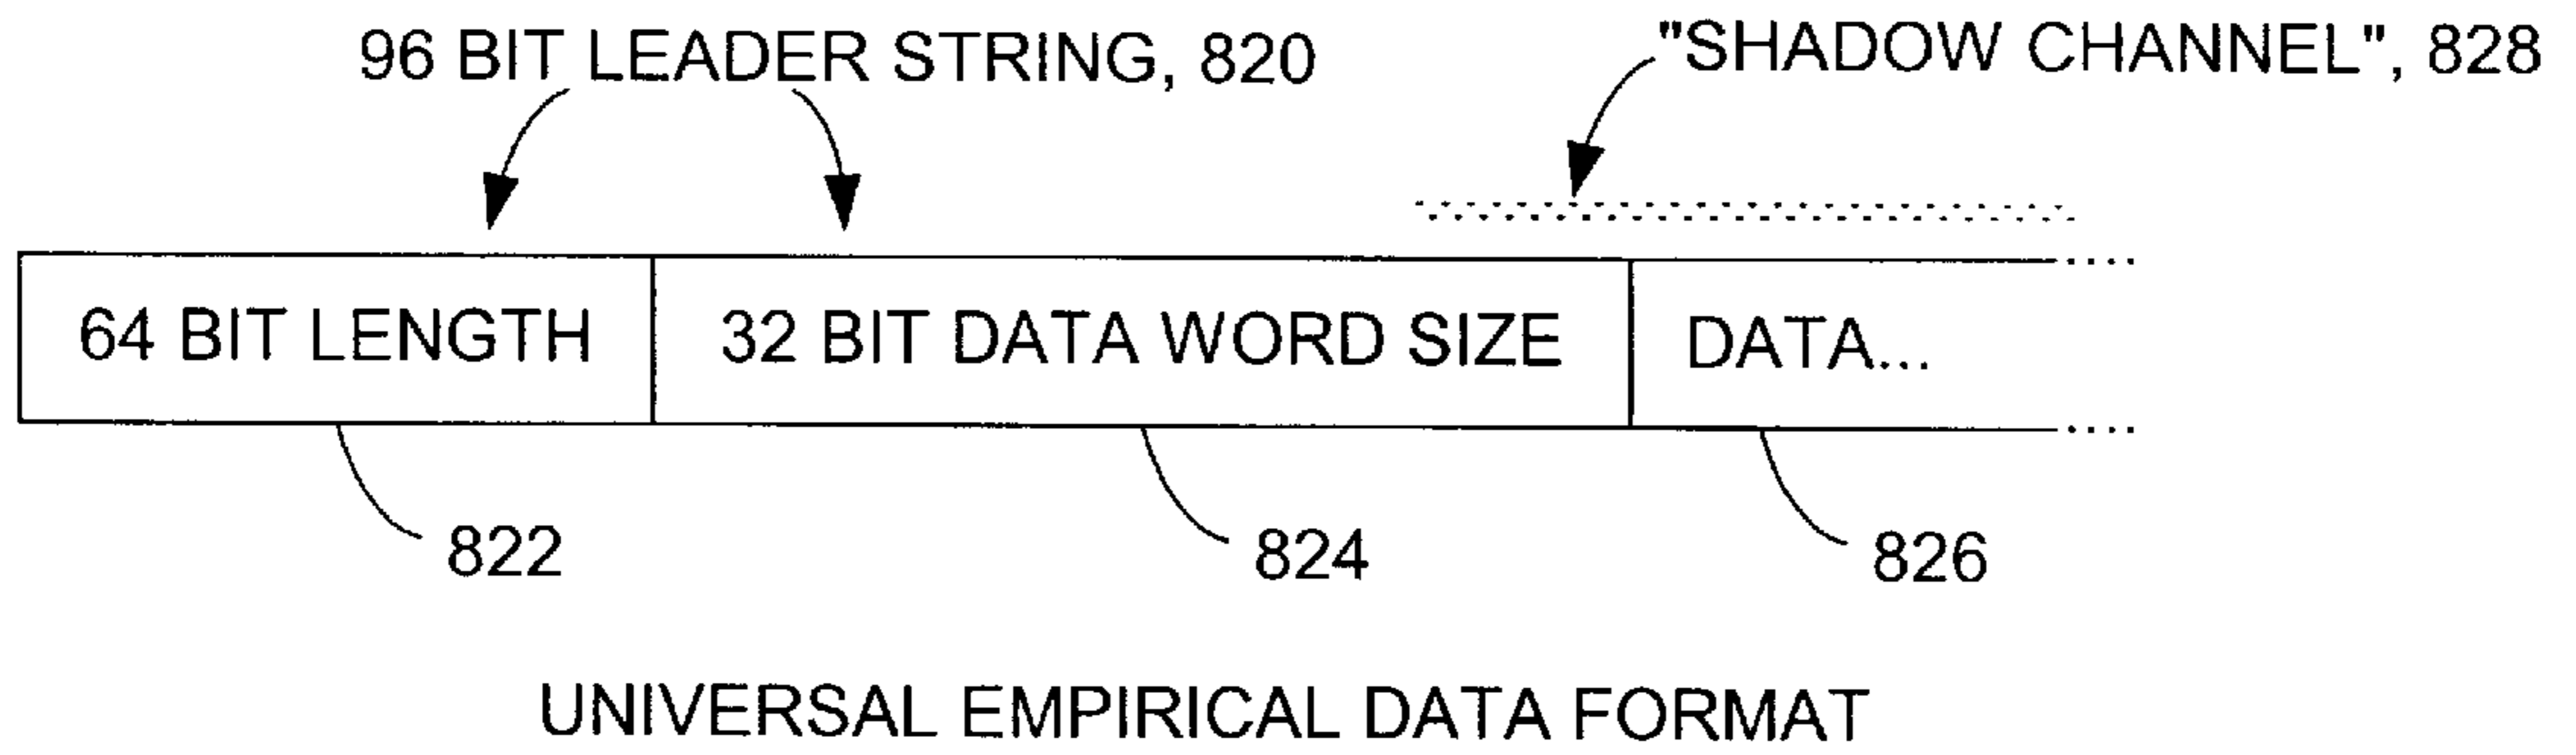 96 BIT LEADER STRING, 820
"SHADOW CHANNEL", 828
64 BIT LENGTH
32 BIT DATA WORD SIZE
DATA...
822
824
826
UNIVERSAL EMPIRICAL DATA FORMAT